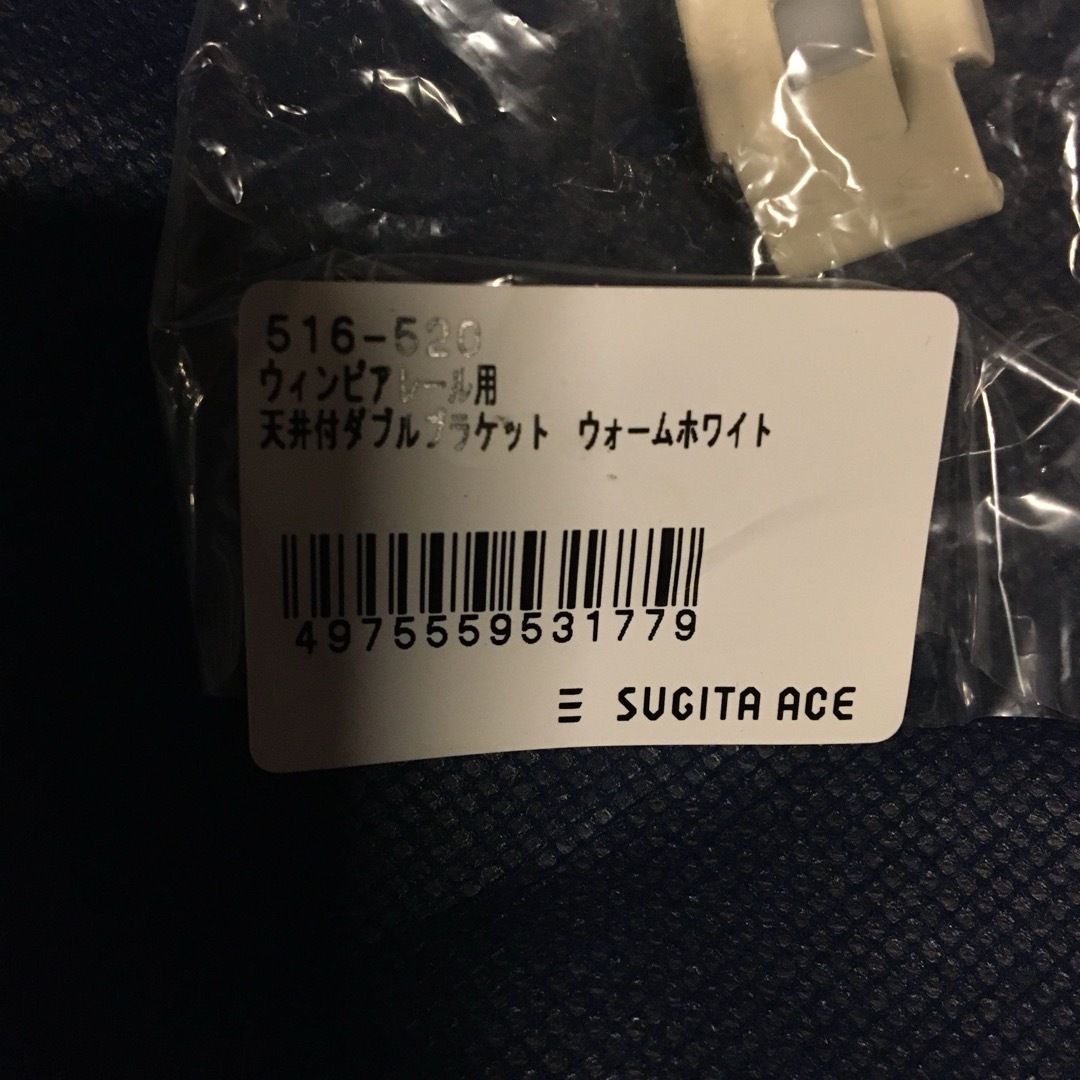 516-520
ウィンピアレール用
天井付ダブルブラケット ウォームホワイト
4975559531779
SUGITA ACE